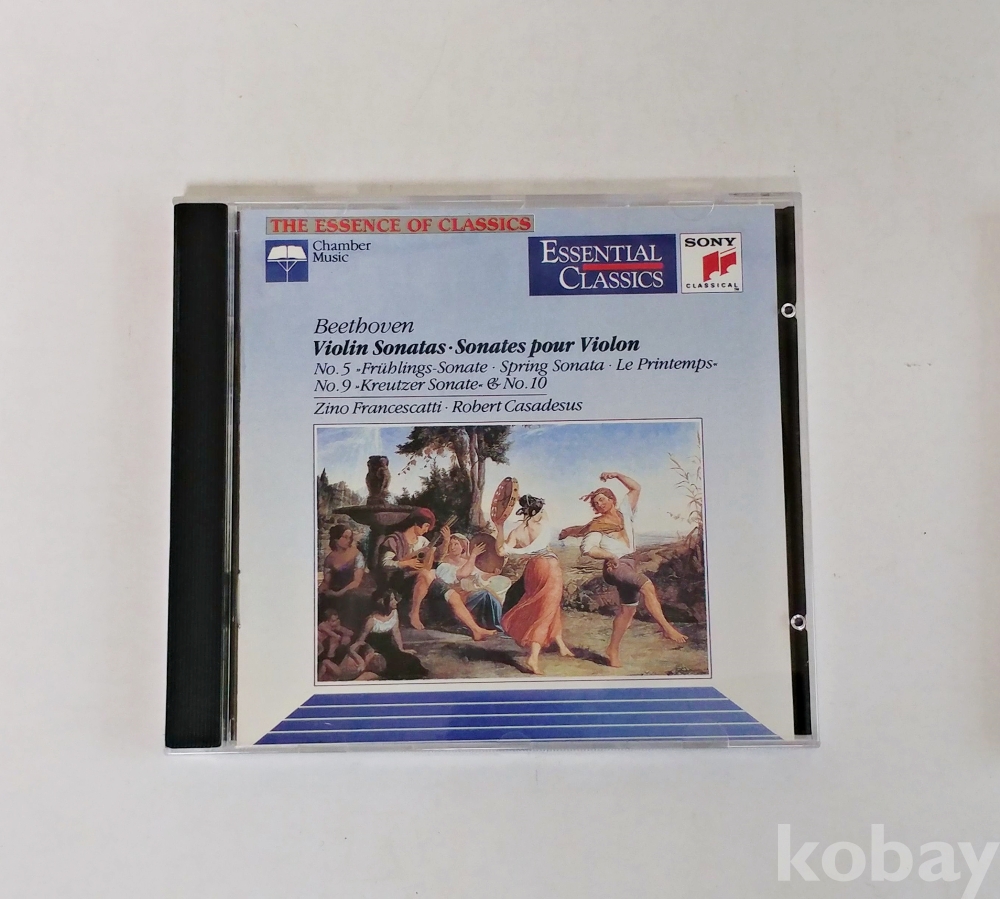 THE ESSENCE OF CLASSICS
Chamber
Music
ESSENTIAL
CLASSICS
SONY
CLASSICAL™
Beethoven
Violin Sonatas · Sonates pour Violon
No. 5 »Frühlings-Sonate · Spring Sonata · Le Printemps«
No. 9 »Kreutzer Sonate« & No. 10
Zino Francescatti · Robert Casadesus
kobay